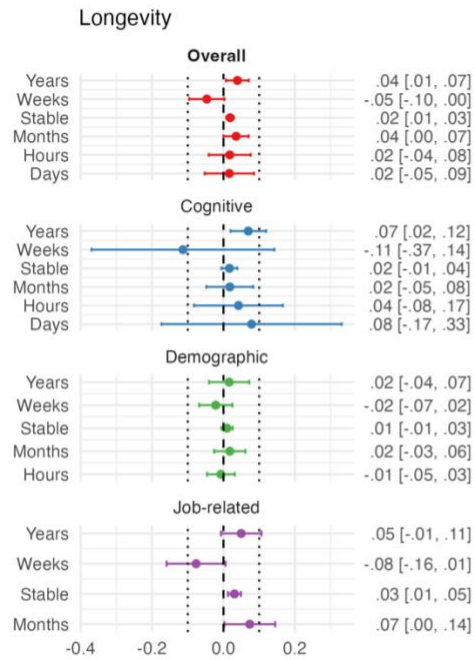 Longevity
Overall
Years .04 [.01, .07]
Weeks -.05 [-.10, .00]
Stable .02 [.01, .03]
Months .04 [.00, .07]
Hours .02 [-.04, .08]
Days .02 [-.05, .09]
Cognitive
Years .07 [.02, .12]
Weeks -.11 [-.37, .14]
Stable .02 [-.01, .04]
Months .02 [-.05, .08]
Hours .04 [-.08, .17]
Days .08 [-.17, .33]
Demographic
Years .02 [-.04, .07]
Weeks -.02 [-.07, .02]
Stable .01 [-.01, .03]
Months .02 [-.03, .06]
Hours -.01 [-.05, .03]
Job-related
Years .05 [-.01, .11]
Weeks -.08 [-.16, .01]
Stable .03 [.01, .05]
Months .07 [.00, .14]
-0.4 -0.2 0.0 0.2